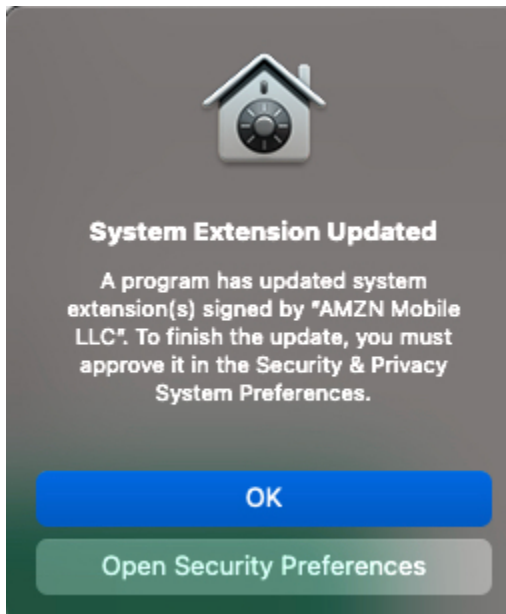 System Extension Updated
A program has updated system
extension(s) signed by "AMZN Mobile
LLC". To finish the update, you must
approve it in the Security & Privacy
System Preferences.
OK
Open Security Preferences